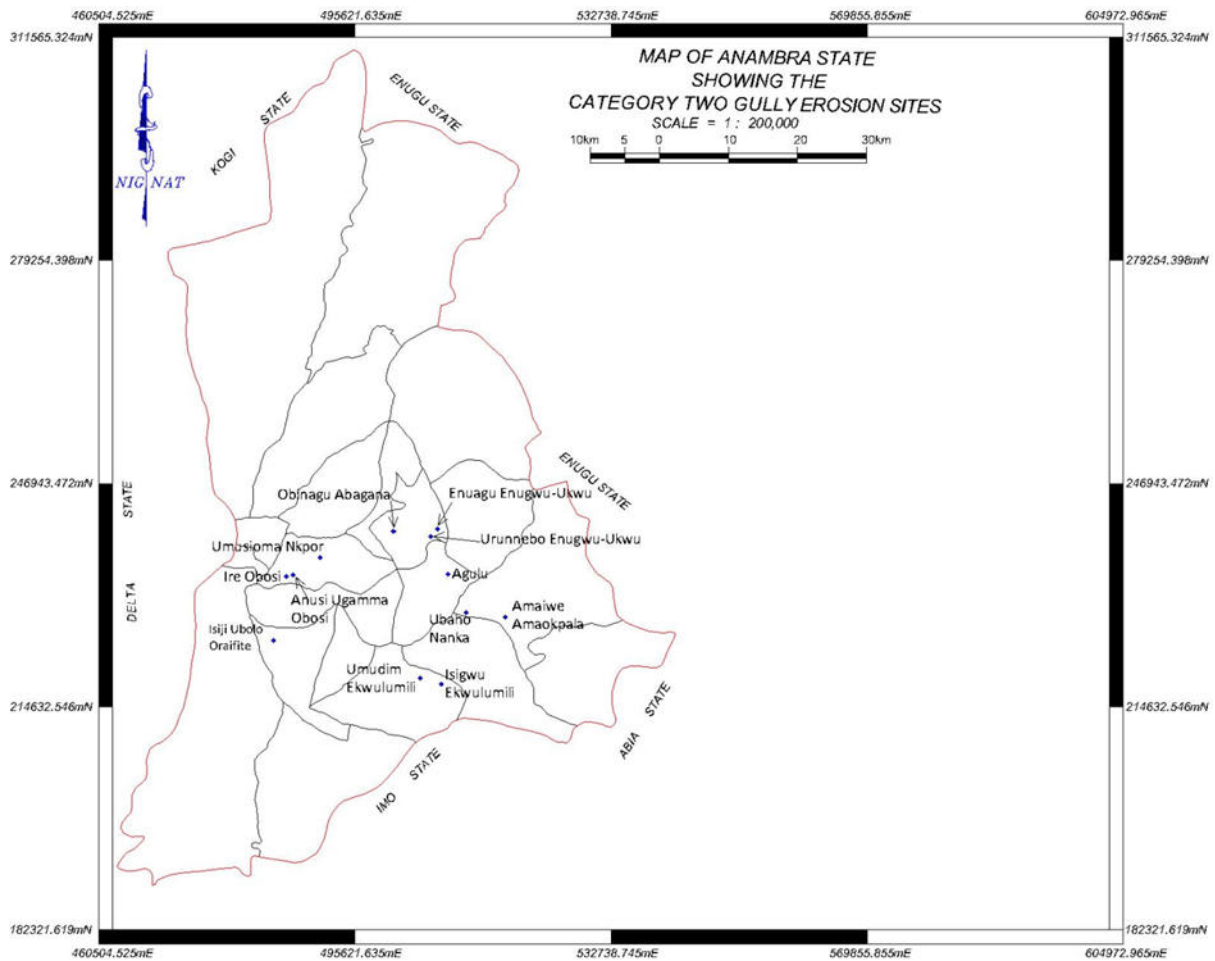 460504.525mE 495621.635mE 532738.745mE 569855.855mE 604972.965mE
311565.324mN 311565.324mN
MAP OF ANAMBRA STATE
SHOWING THE
CATEGORY TWO GULLY EROSION SITES
SCALE = 1 : 200,000
10km 5 0 10 20 30km
KOGI STATE
ENUGU STATE
NIG NAT
279254.398mN 279254.398mN
246943.472mN 246943.472mN
ENUGU STATE
Obinagu Abagana
Enuagu Enugwu-Ukwu
Urunnebo Enugwu-Ukwu
Umusioma Nkpor
Ire Obosi
Agulu
Anusi Ugamma
Obosi
Ubaho
Nanka
Amaiwe
Amaokpala
Isiji Ubolo
Oraifite
DELTA STATE
Umudim
Ekwulumili
Isigwu
Ekwulumili
214632.546mN 214632.546mN
ABIA STATE
IMO STATE
182321.619mN 182321.619mN
460504.525mE 495621.635mE 532738.745mE 569855.855mE 604972.965mE